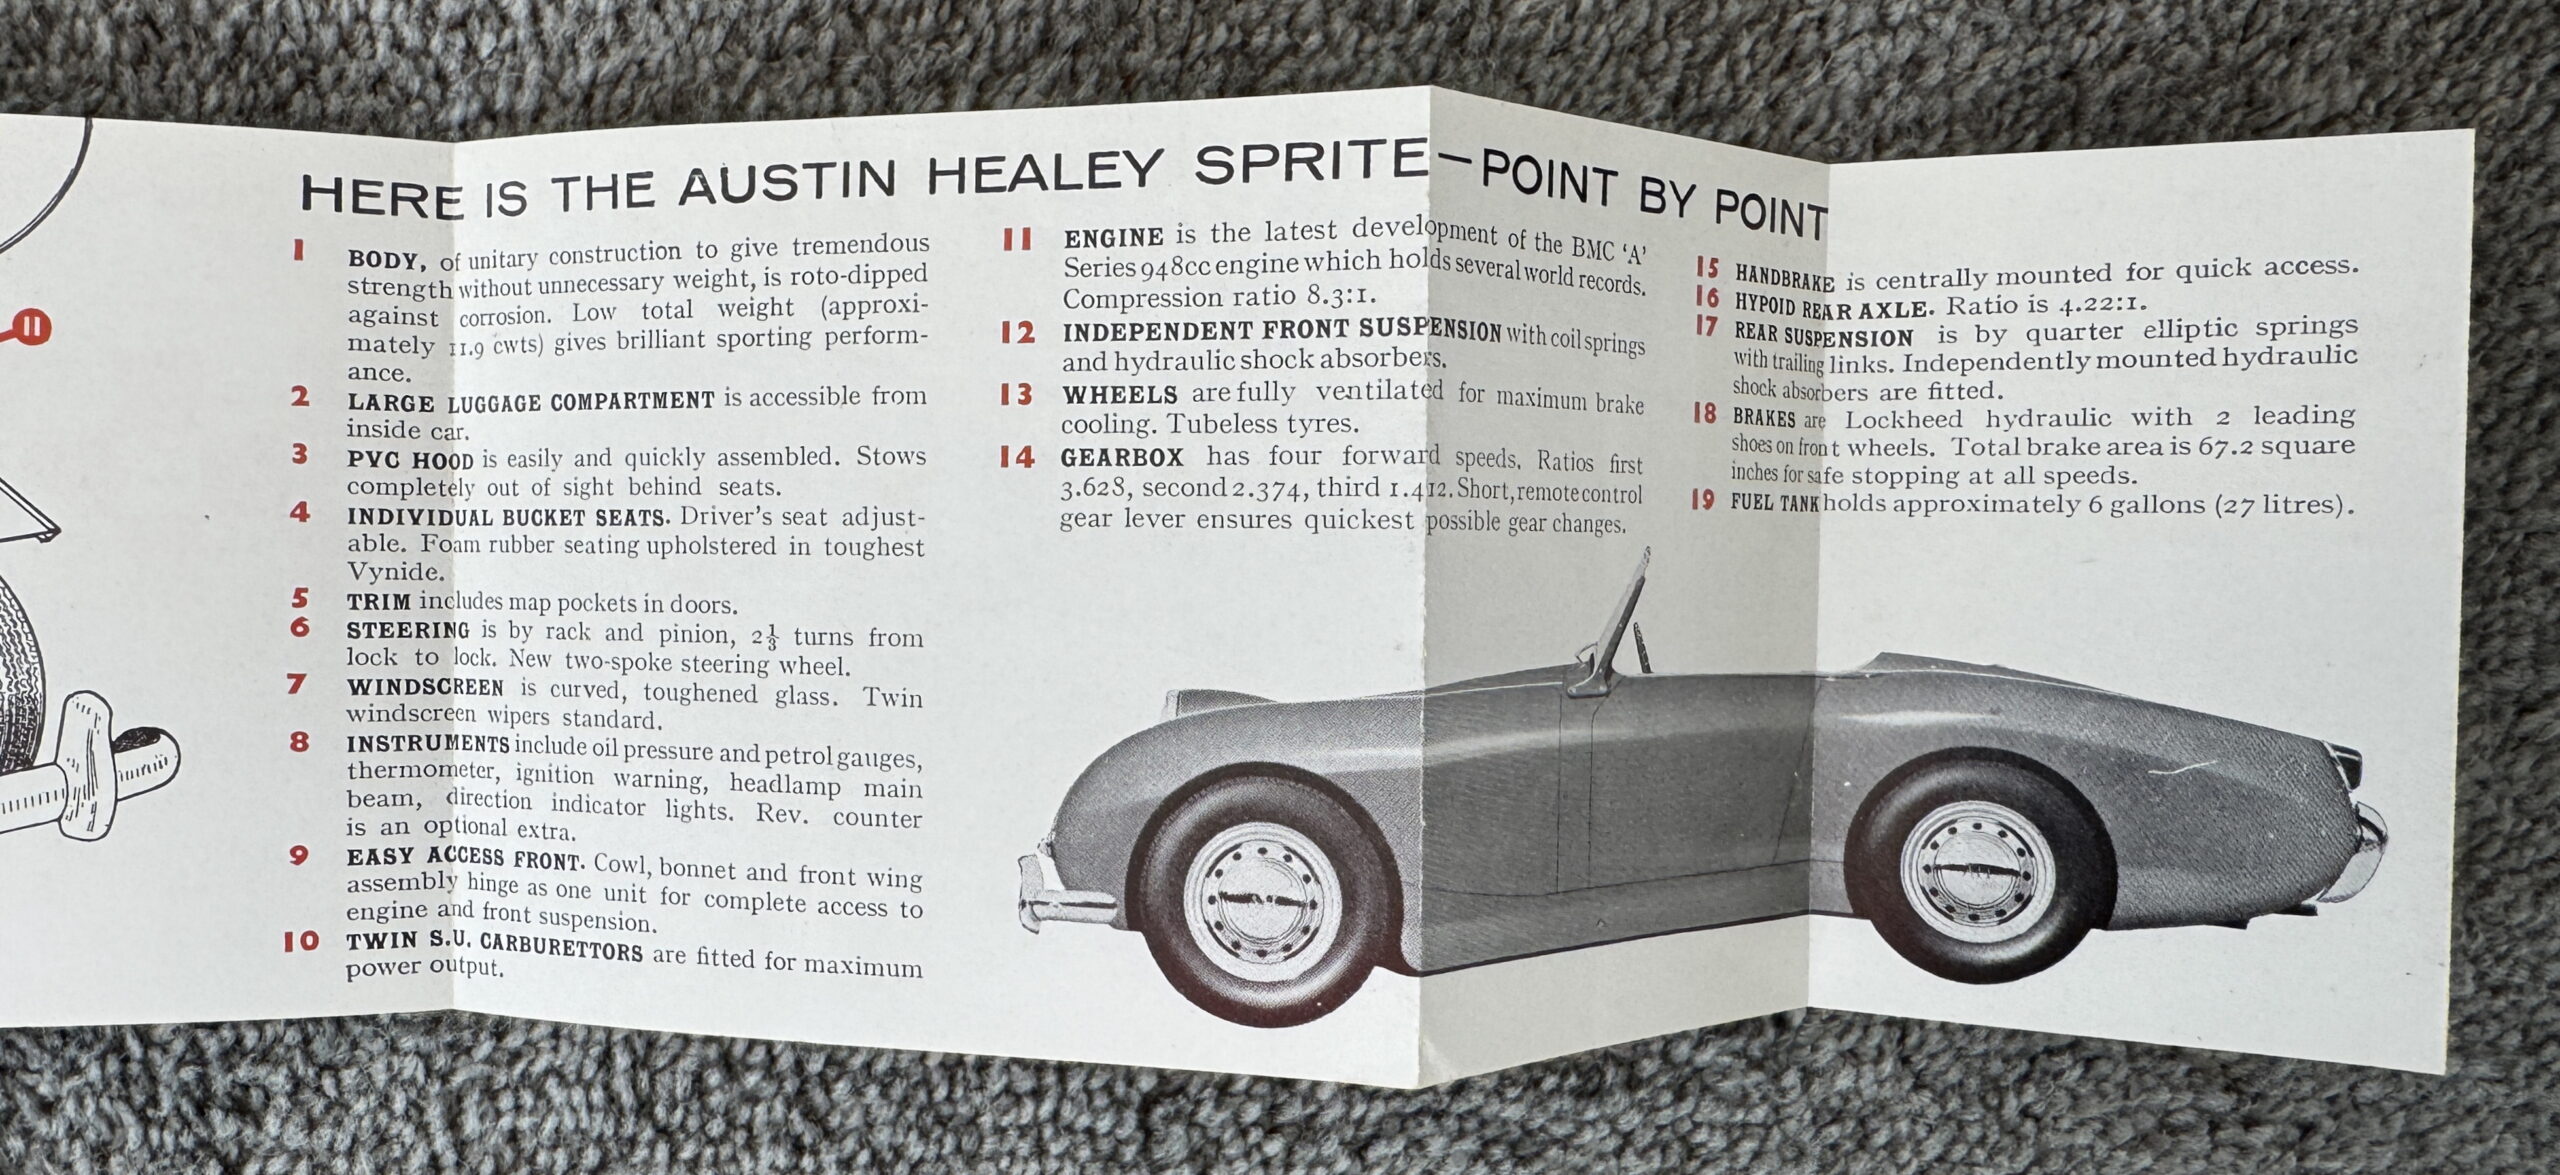 HERE IS THE AUSTIN HEALEY SPRITE—POINT BY POINT
11
1 BODY, of unitary construction to give tremendous
strength without unnecessary weight, is roto-dipped
against corrosion. Low total weight (approxi-
mately 11.9 cwts) gives brilliant sporting perform-
ance.
2 LARGE LUGGAGE COMPARTMENT is accessible from
inside car.
3 PVC HOOD is easily and quickly assembled. Stows
completely out of sight behind seats.
4 INDIVIDUAL BUCKET SEATS. Driver's seat adjust-
able. Foam rubber seating upholstered in toughest
Vynide.
5 TRIM includes map pockets in doors.
6 STEERING is by rack and pinion, 2⅓ turns from
lock to lock. New two-spoke steering wheel.
7 WINDSCREEN is curved, toughened glass. Twin
windscreen wipers standard.
8 INSTRUMENTS include oil pressure and petrol gauges,
thermometer, ignition warning, headlamp main
beam, direction indicator lights. Rev. counter
is an optional extra.
9 EASY ACCESS FRONT. Cowl, bonnet and front wing
assembly hinge as one unit for complete access to
engine and front suspension.
10 TWIN S.U. CARBURETTORS are fitted for maximum
power output.
11 ENGINE is the latest development of the BMC 'A'
Series 948cc engine which holds several world records.
Compression ratio 8.3:1.
12 INDEPENDENT FRONT SUSPENSION with coil springs
and hydraulic shock absorbers.
13 WHEELS are fully ventilated for maximum brake
cooling. Tubeless tyres.
14 GEARBOX has four forward speeds. Ratios first
3.628, second 2.374, third 1.412. Short, remote control
gear lever ensures quickest possible gear changes.
15 HANDBRAKE is centrally mounted for quick access.
16 HYPOID REAR AXLE. Ratio is 4.22:1.
17 REAR SUSPENSION is by quarter elliptic springs
with trailing links. Independently mounted hydraulic
shock absorbers are fitted.
18 BRAKES are Lockheed hydraulic with 2 leading
shoes on front wheels. Total brake area is 67.2 square
inches for safe stopping at all speeds.
19 FUEL TANK holds approximately 6 gallons (27 litres).